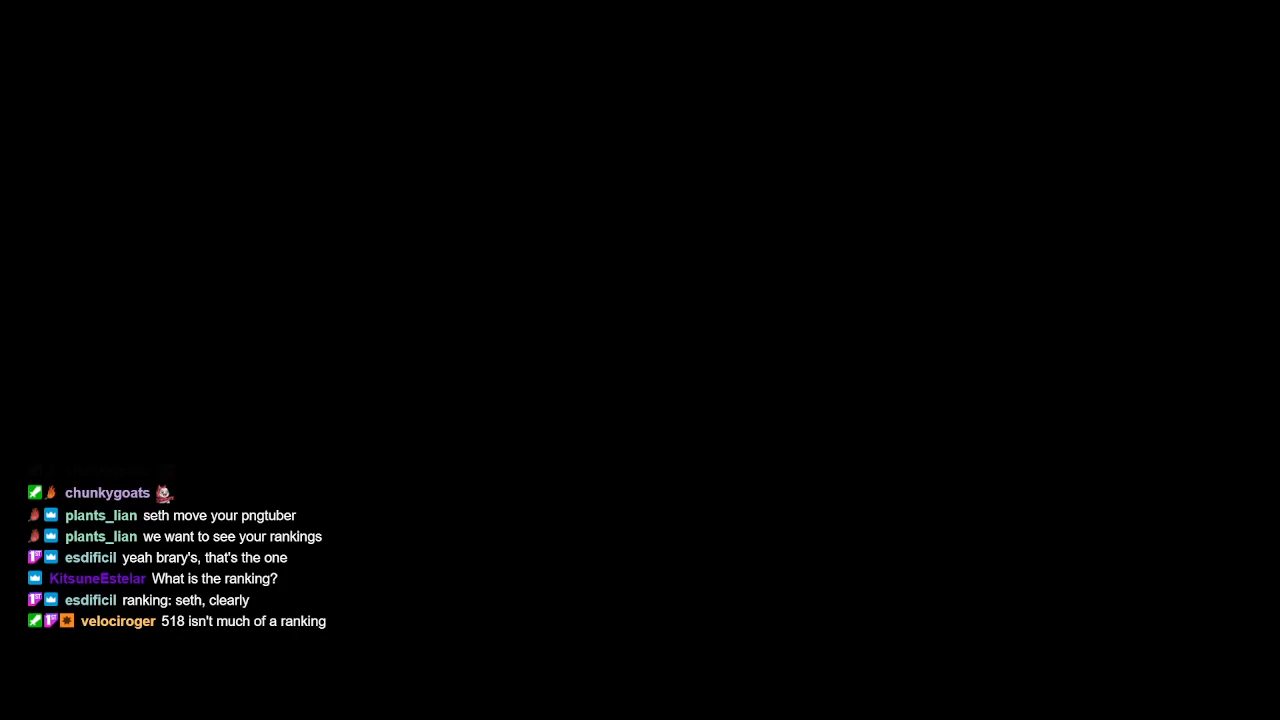 chunkygoats
plants_lian seth move your pngtuber
plants_lian we want to see your rankings
esdificil yeah brary's, that's the one
KitsuneEstelar What is the ranking?
esdificil ranking: seth, clearly
velociroger 518 isn't much of a ranking